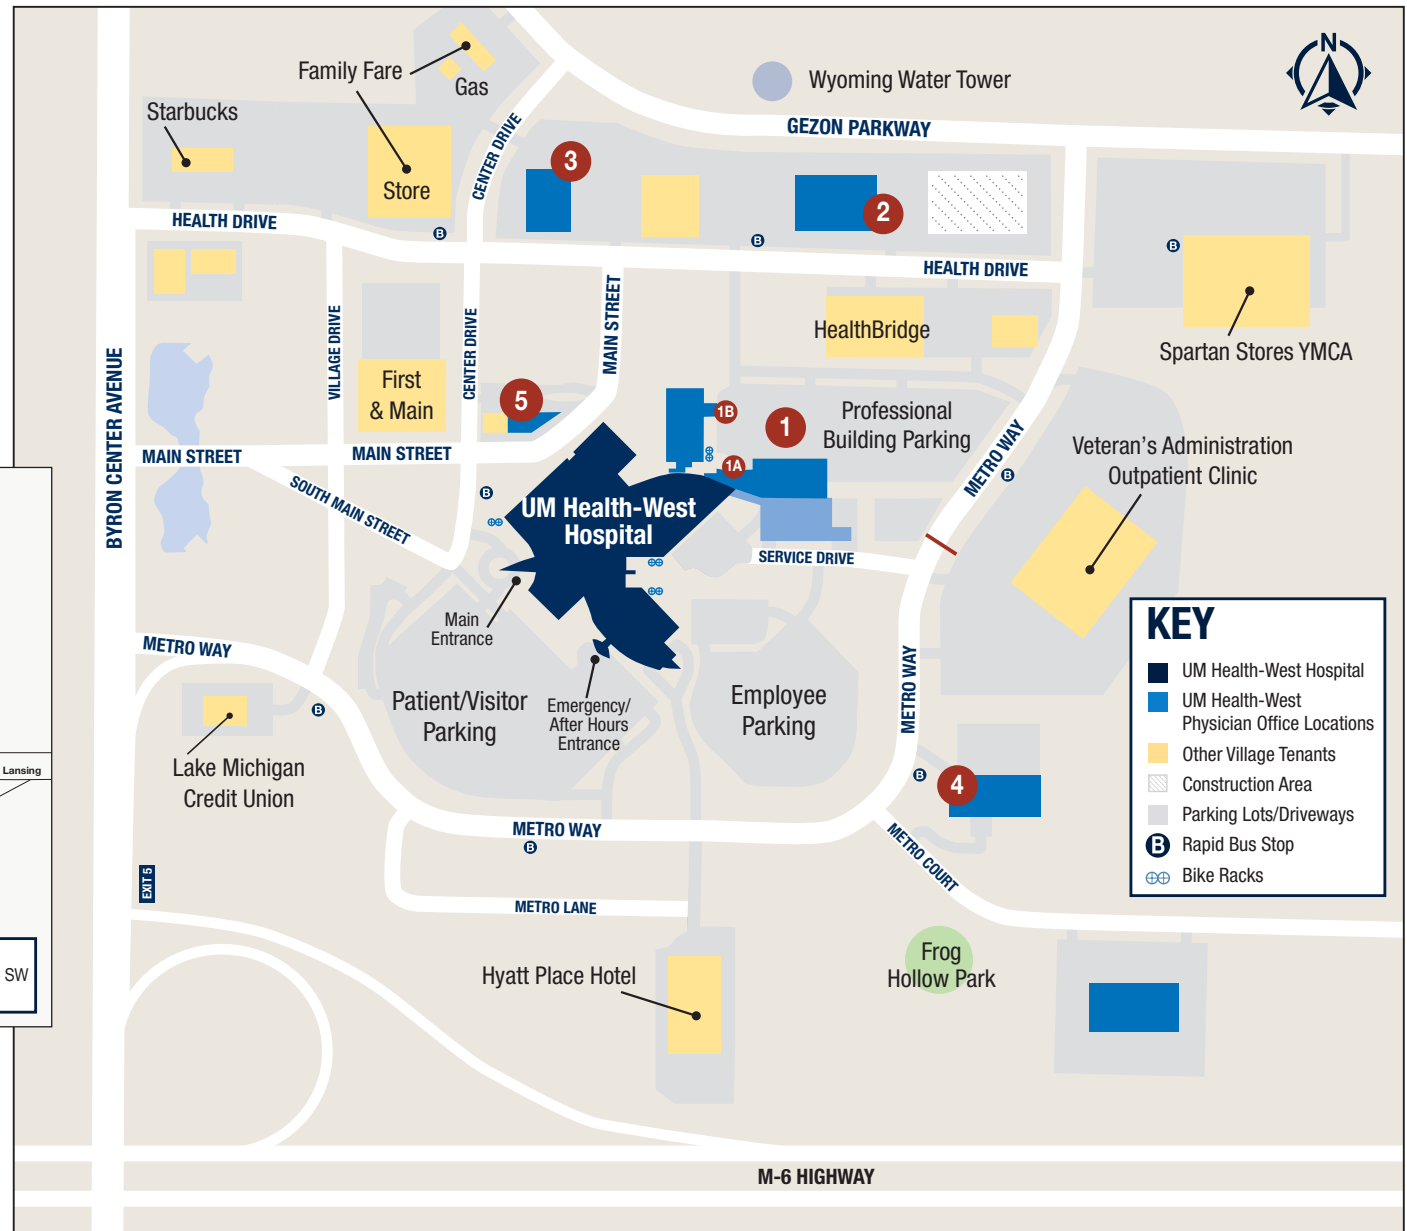 N
Family Fare
Gas
Wyoming Water Tower
Starbucks
GEZON PARKWAY
CENTER DRIVE
3
Store
2
HEALTH DRIVE
B
B
B
HEALTH DRIVE
MAIN STREET
VILLAGE DRIVE
CENTER DRIVE
HealthBridge
Spartan Stores YMCA
BYRON CENTER AVENUE
First
& Main
5
1B
1
Professional
Building Parking
MAIN STREET
MAIN STREET
1A
METRO WAY
B
Veteran's Administration
Outpatient Clinic
SOUTH MAIN STREET
B
UM Health-West
Hospital
SERVICE DRIVE
Main
Entrance
METRO WAY
METRO WAY
Patient/Visitor
Parking
Emergency/
After Hours
Entrance
Employee
Parking
B
Lake Michigan
Credit Union
B
4
METRO WAY
B
METRO COURT
EXIT 5
METRO LANE
Hyatt Place Hotel
Frog
Hollow Park
M-6 HIGHWAY
KEY
UM Health-West Hospital
UM Health-West
Physician Office Locations
Other Village Tenants
Construction Area
Parking Lots/Driveways
B Rapid Bus Stop
Bike Racks
Lansing
SW